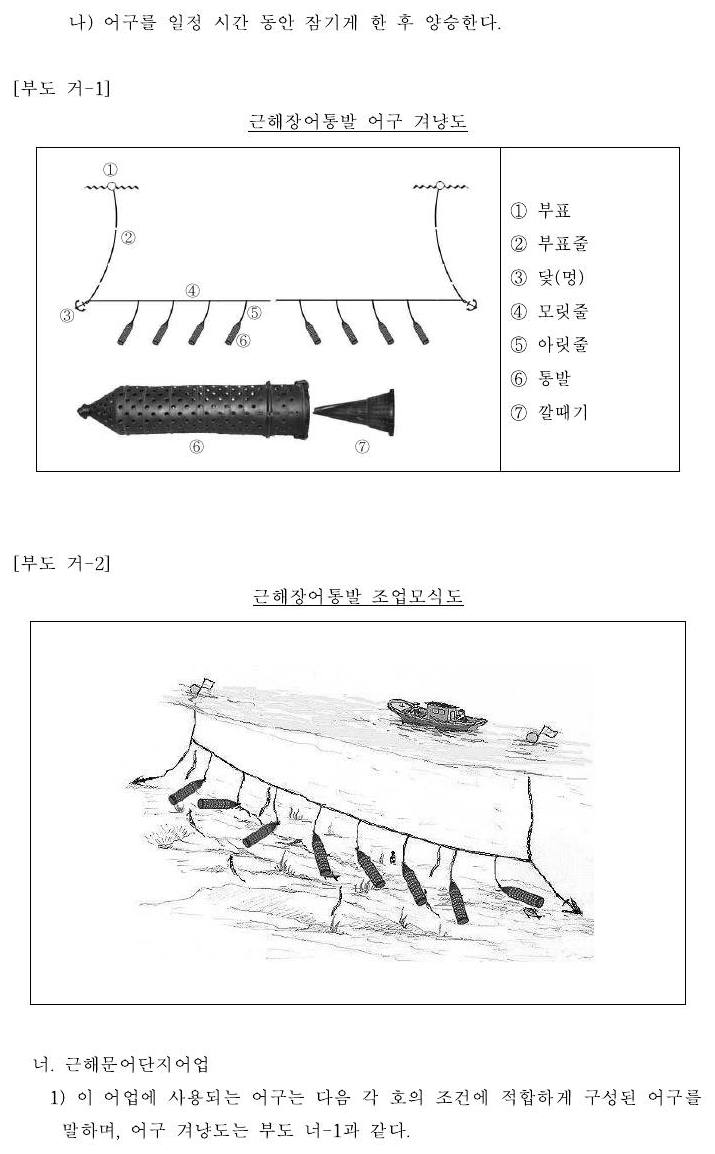 나) 어구를 일정 시간 동안 잠기게 한 후 양승한다.
[부도 거-1]
근해장어통발 어구 겨냥도
①
②
③
④
⑤
⑥
⑥
⑦
① 부표
② 부표줄
③ 닻(멍)
④ 모릿줄
⑤ 아릿줄
⑥ 통발
⑦ 깔때기
[부도 거-2]
근해장어통발 조업모식도
너. 근해문어단지어업
1) 이 어업에 사용되는 어구는 다음 각 호의 조건에 적합하게 구성된 어구를
말하며, 어구 겨냥도는 부도 너-1과 같다.